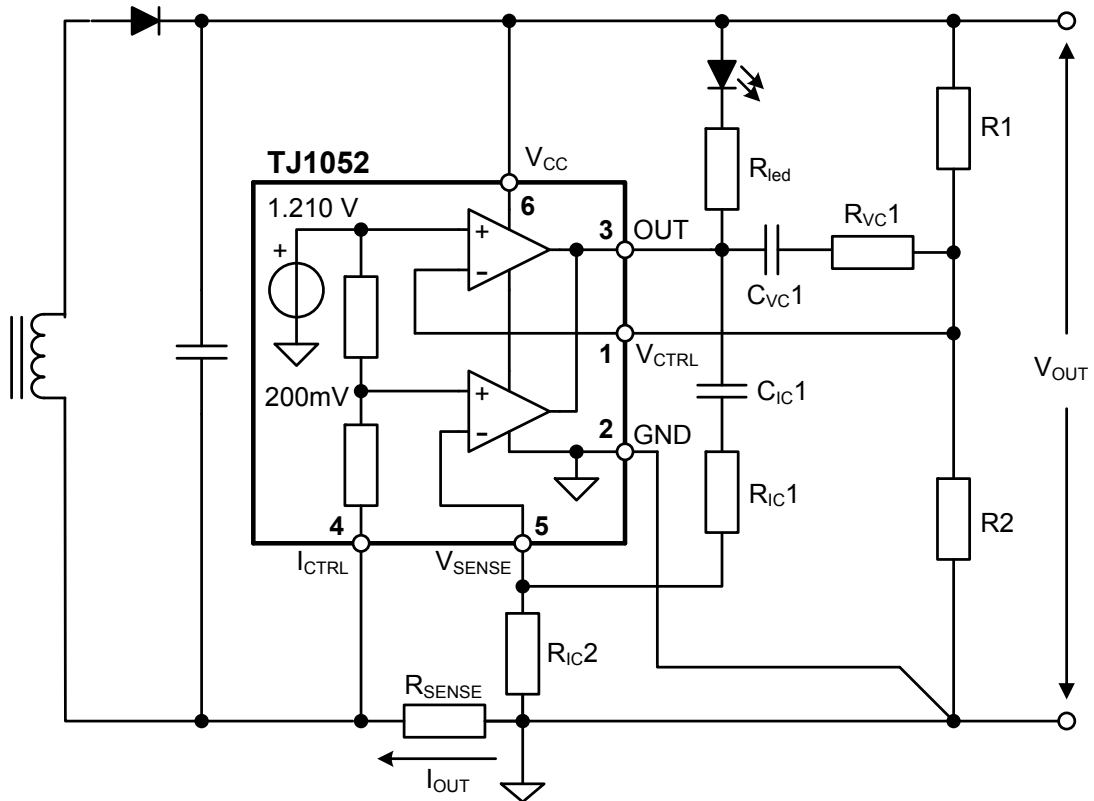 TJ1052
V_CC
R_led
R1
1.210 V
6
3
OUT
R_VC1
+
+
-
C_VC1
1
V_CTRL
V_OUT
200mV
+
-
C_IC1
2
GND
R_IC1
R2
4
5
I_CTRL
V_SENSE
R_IC2
R_SENSE
I_OUT